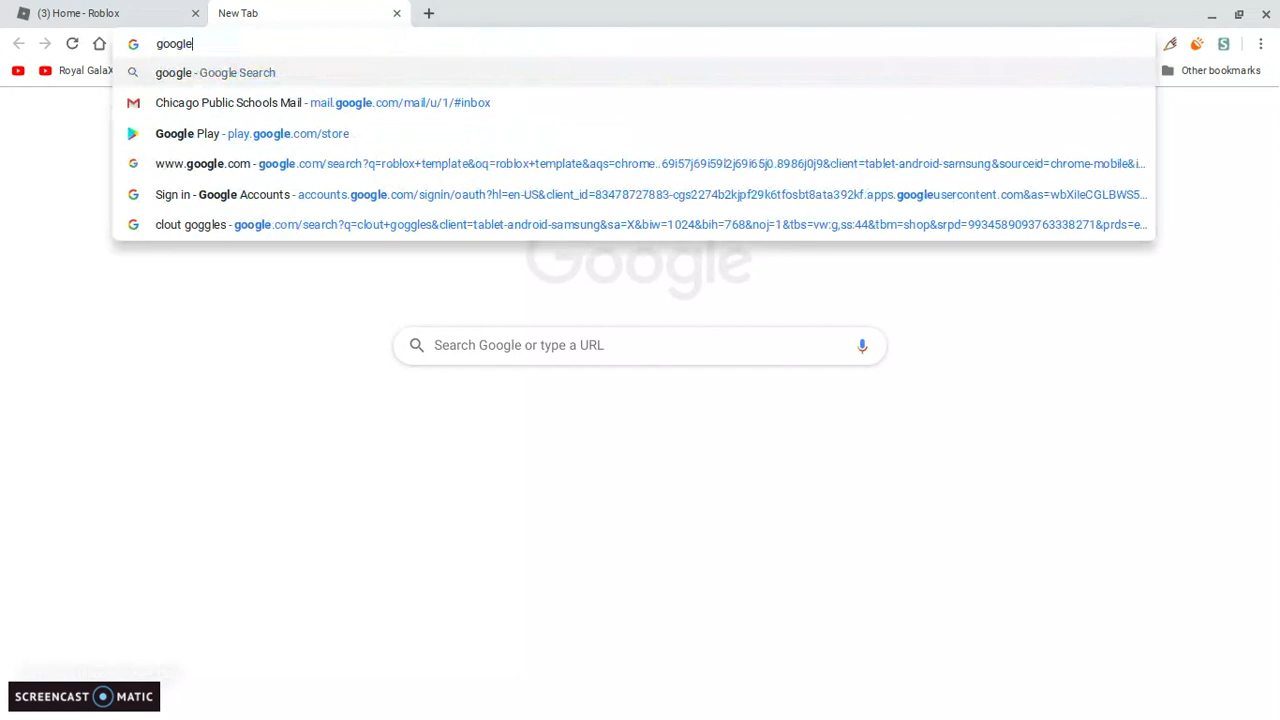 (3) Home - Roblox
New Tab
google
Royal GalaX
Other bookmarks
google - Google Search
Chicago Public Schools Mail - mail.google.com/mail/u/1/#inbox
Google Play - play.google.com/store
www.google.com - google.com/search?q=roblox+template&oq=roblox+template&aqs=chrome..69i57j69i59l2j69i65j0.8986j0j9&client=tablet-android-samsung&sourceid=chrome-mobile&i...
Sign in - Google Accounts - accounts.google.com/signin/oauth?hl=en-US&client_id=83478727883-cgs2274b2kjpf29k6tfosbt8ata392kf.apps.googleusercontent.com&as=wbXiIeCGLBWS5...
clout goggles - google.com/search?q=clout+goggles&client=tablet-android-samsung&sa=X&biw=1024&bih=768&noj=1&tbs=vw:g,ss:44&tbm=shop&srpd=9934589093763338271&prds=e...
Google
Search Google or type a URL
SCREENCAST MATIC